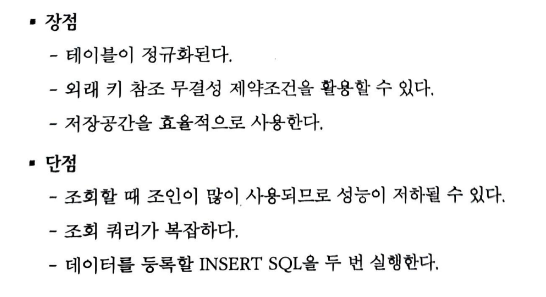 ▪ 장점
– 테이블이 정규화된다.
– 외래 키 참조 무결성 제약조건을 활용할 수 있다.
– 저장공간을 효율적으로 사용한다.
▪ 단점
– 조회할 때 조인이 많이 사용되므로 성능이 저하될 수 있다.
– 조회 쿼리가 복잡하다.
– 데이터를 등록할 INSERT SQL을 두 번 실행한다.